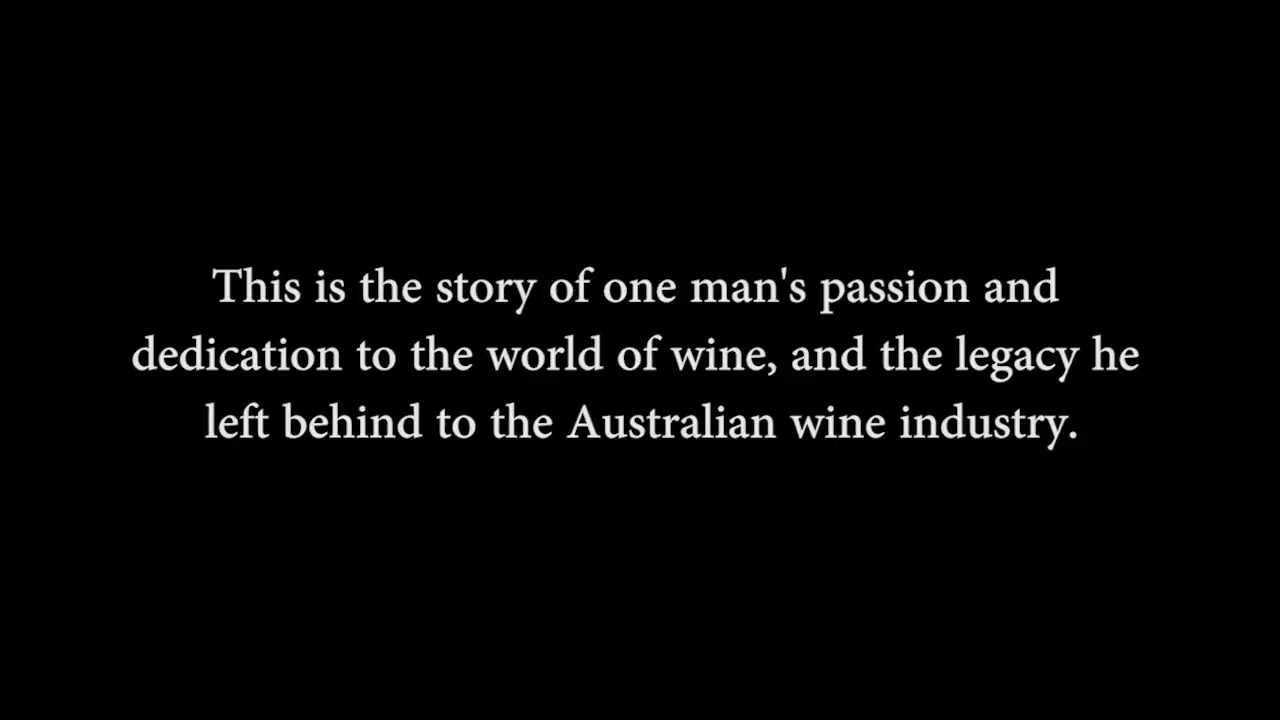 This is the story of one man's passion and
dedication to the world of wine, and the legacy he
left behind to the Australian wine industry.